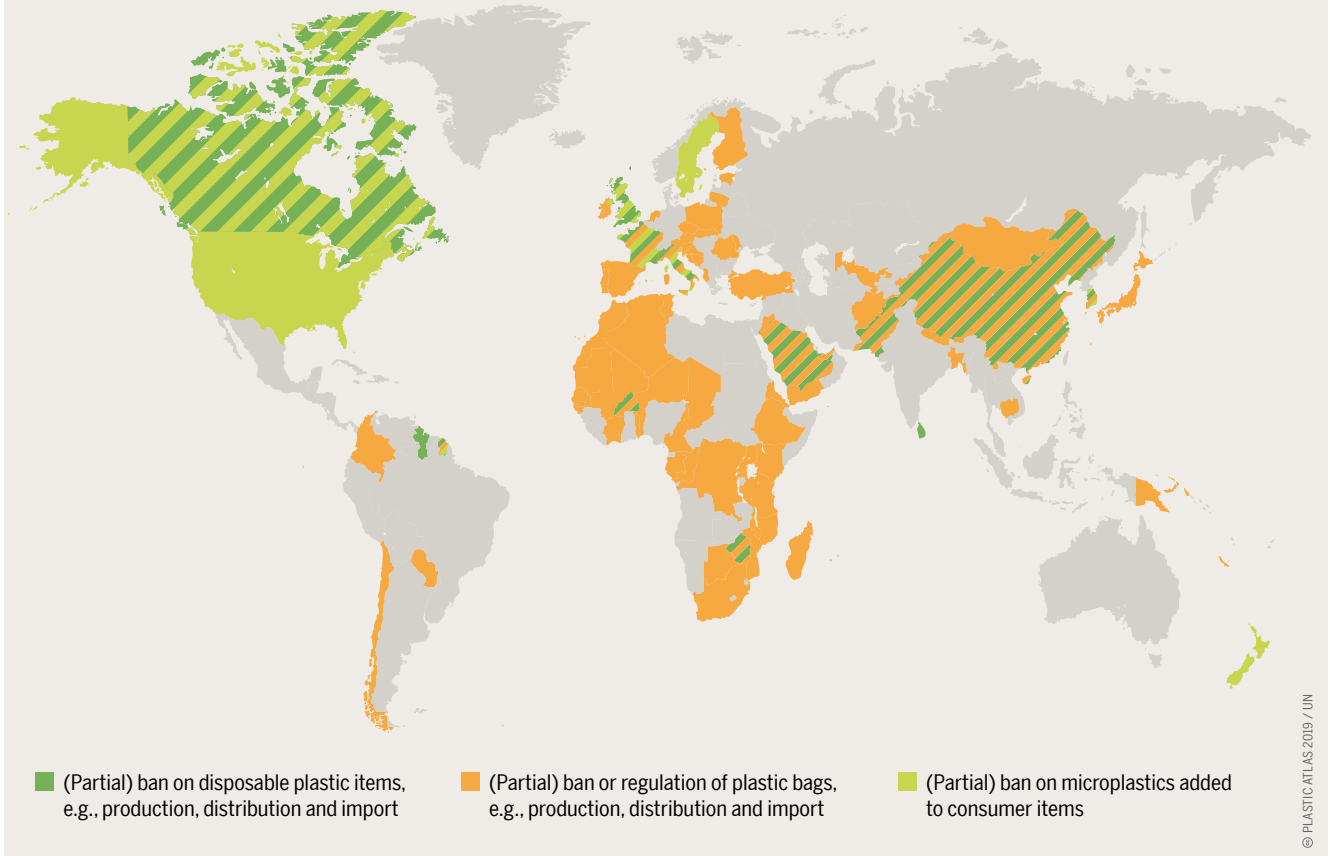 (Partial) ban on disposable plastic items,
e.g., production, distribution and import
(Partial) ban or regulation of plastic bags,
e.g., production, distribution and import
(Partial) ban on microplastics added
to consumer items
© PLASTIC ATLAS 2019 / UN